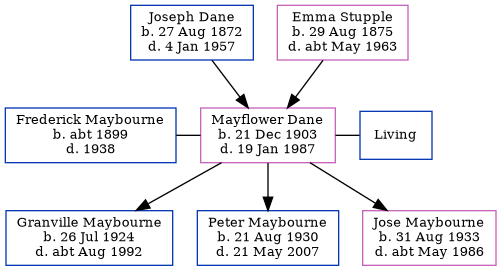 Joseph Dane
b. 27 Aug 1872
d. 4 Jan 1957
Emma Stupple
b. 29 Aug 1875
d. abt May 1963
Frederick Maybourne
b. abt 1899
d. 1938
Mayflower Dane
b. 21 Dec 1903
d. 19 Jan 1987
Living
Granville Maybourne
b. 26 Jul 1924
d. abt Aug 1992
Peter Maybourne
b. 21 Aug 1930
d. 21 May 2007
Jose Maybourne
b. 31 Aug 1933
d. abt May 1986